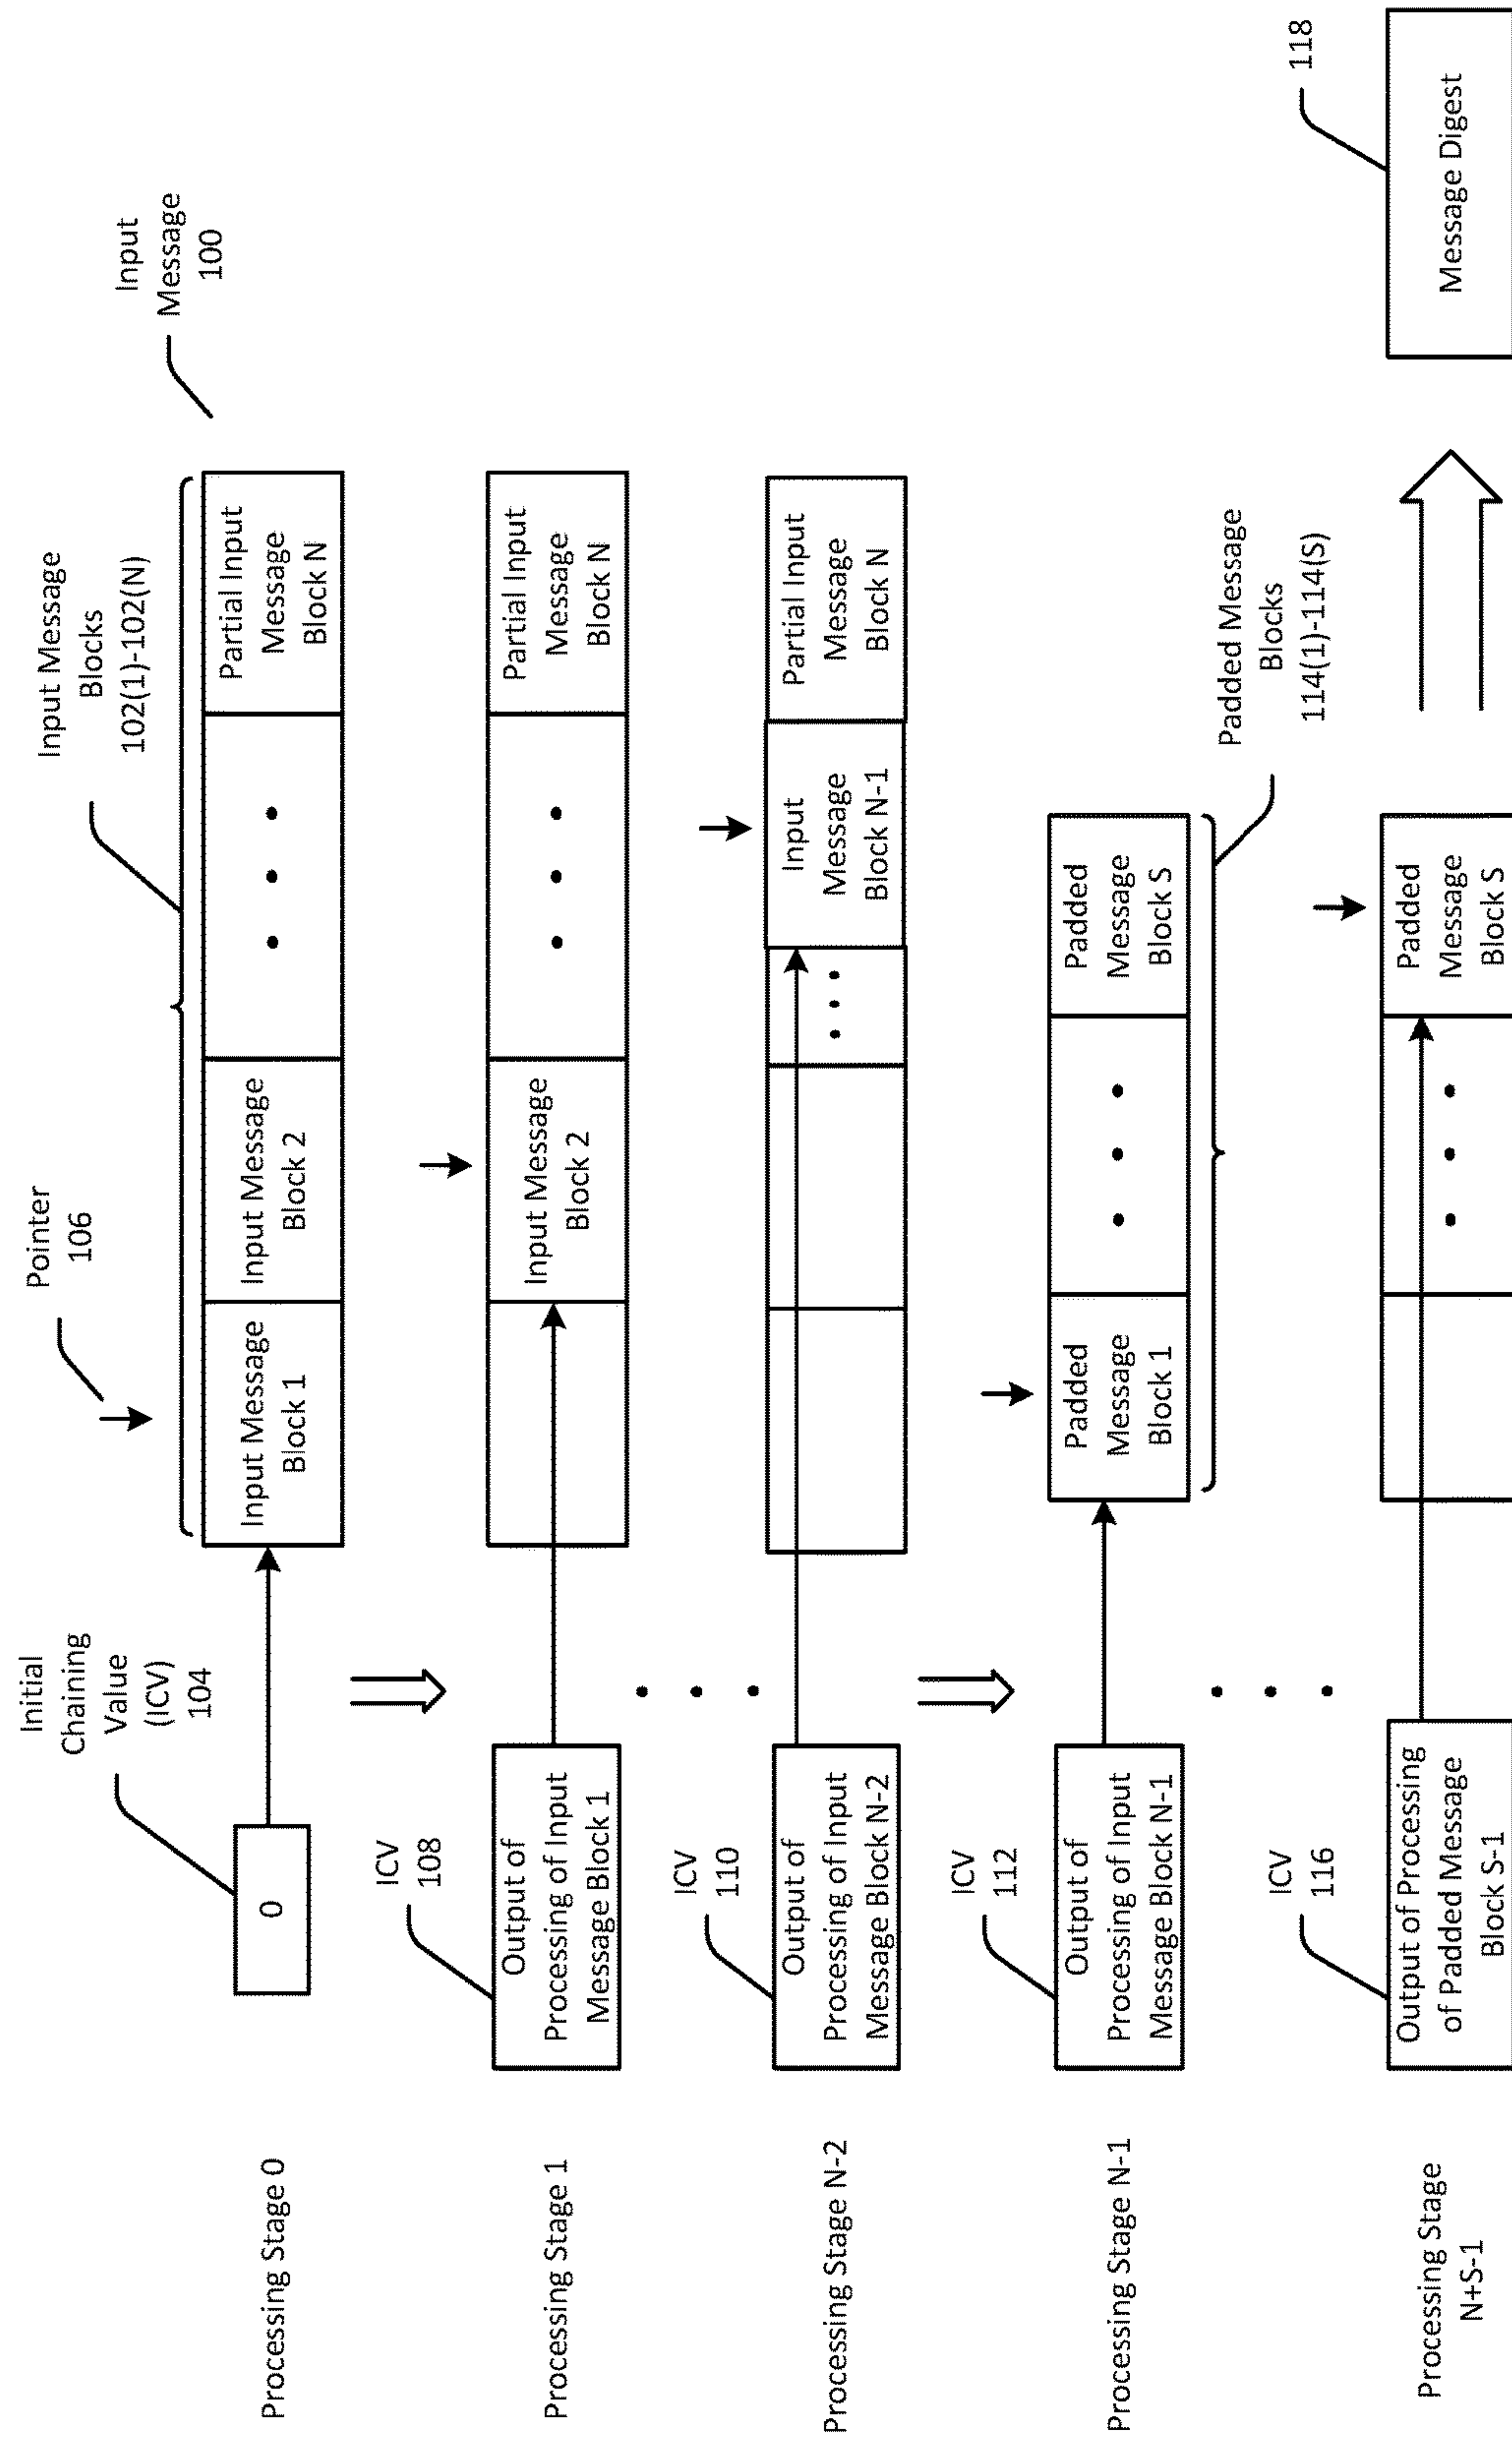 Initial
Chaining
Value
(ICV)
104
Pointer
106
Input Message
Blocks
102(1)-102(N)
Input
Message
100
Processing Stage 0
0
Input Message
Block 1
Input Message
Block 2
• • •
Partial Input
Message
Block N
ICV
108
Processing Stage 1
Output of
Processing of Input
Message Block 1
Input Message
Block 2
• • •
Partial Input
Message
Block N
• • •
ICV
110
Processing Stage N-2
Output of
Processing of Input
Message Block N-2
• • •
Input
Message
Block N-1
Partial Input
Message
Block N
ICV
112
Processing Stage N-1
Output of
Processing of Input
Message Block N-1
Padded
Message
Block 1
• • •
Padded
Message
Block S
Padded Message
Blocks
114(1)-114(S)
• • •
ICV
116
Processing Stage
N+S-1
Output of Processing
of Padded Message
Block S-1
• • •
Padded
Message
Block S
118
Message Digest